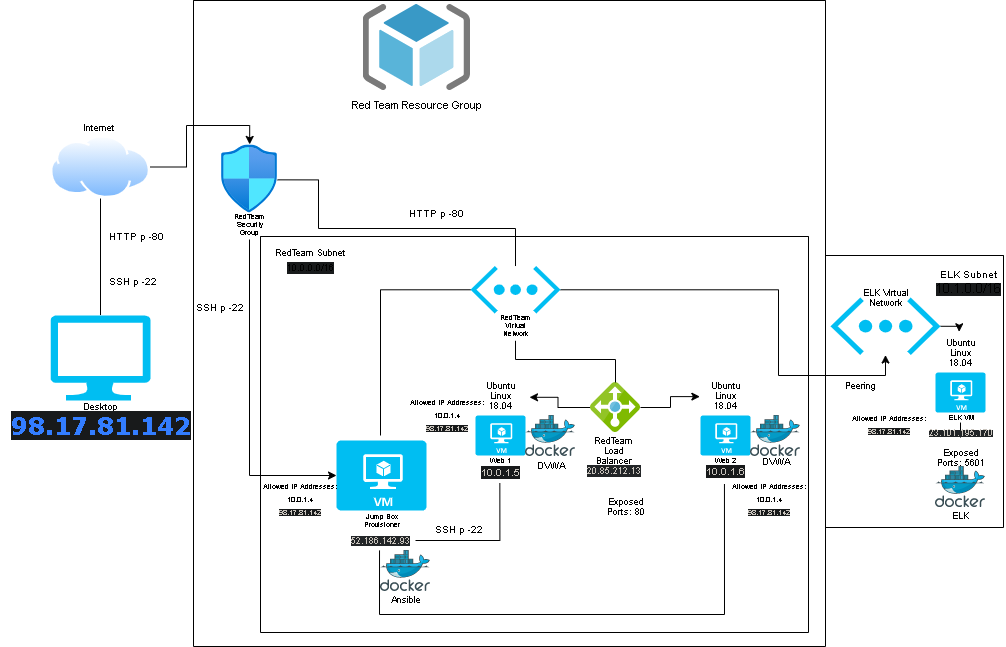 Red Team Resource Group
Internet
HTTP p -80
SSH p -22
Desktop
98.17.81.142
RedTeam
Security
Group
HTTP p -80
SSH p -22
RedTeam Subnet
10.0.0.0/16
RedTeam
Virtual
Network
Ubuntu
Linux
18.04
Allowed IP Addresses:
10.0.1.4
98.17.81.142
VM
Web 1
10.0.1.5
docker
DVWA
RedTeam
Load
Balancer
20.85.212.13
Exposed
Ports: 80
Ubuntu
Linux
18.04
VM
Web 2
10.0.1.6
docker
DVWA
Allowed IP Addresses:
10.0.1.4
98.17.81.142
Allowed IP Addresses:
10.0.1.4
98.17.81.142
VM
Jump Box
Provisioner
52.186.142.93
SSH p -22
docker
Ansible
ELK Subnet
10.1.0.0/16
ELK Virtual
Network
Peering
Ubuntu
Linux
18.04
VM
ELK VM
23.101.195.170
Allowed IP Addresses:
98.17.81.142
Exposed
Ports: 5601
docker
ELK